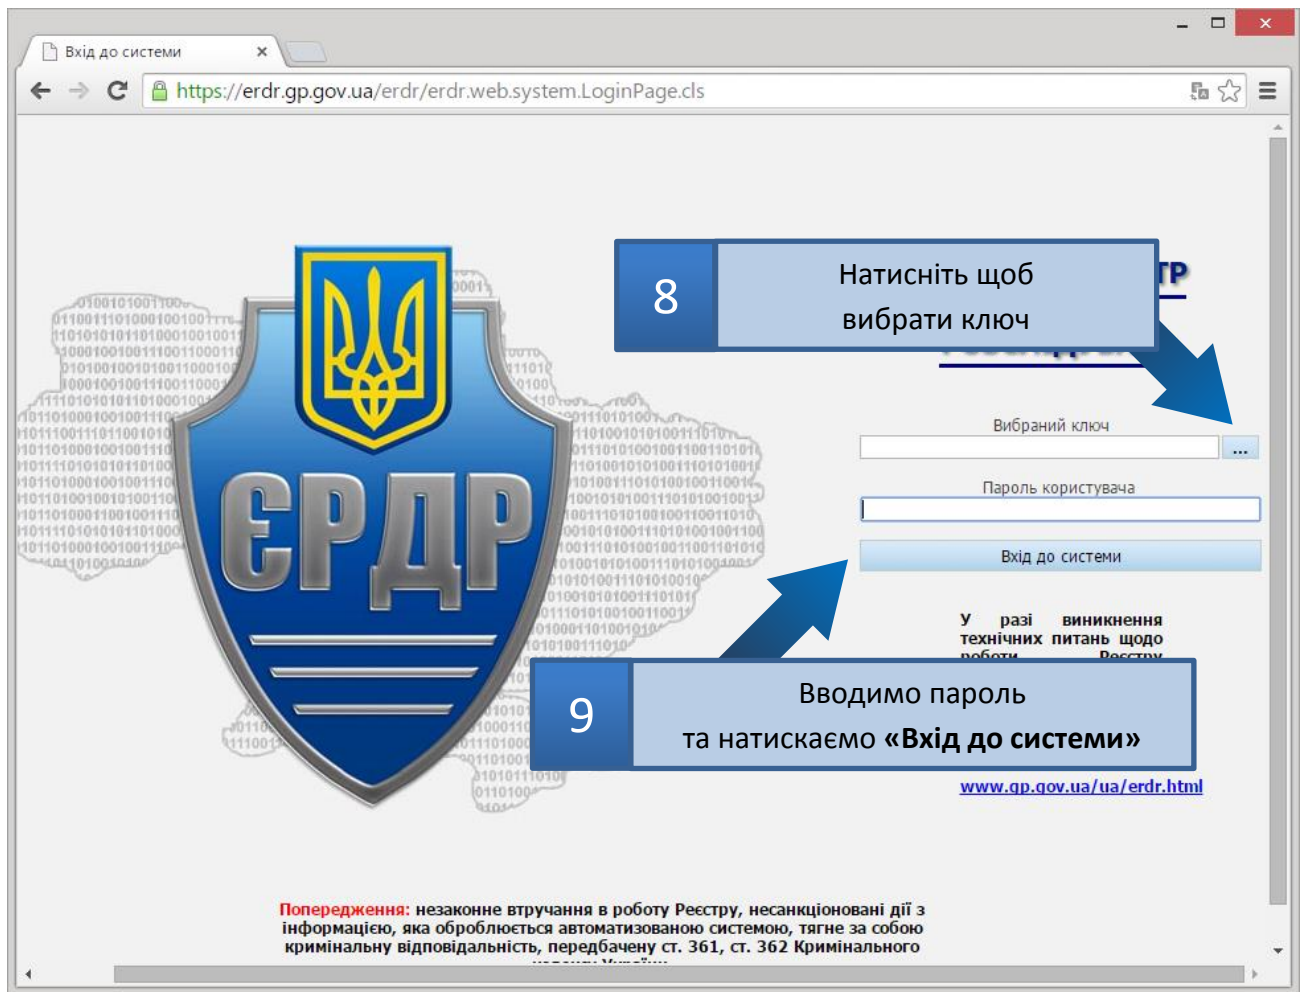 Вхід до системи
https://erdr.gp.gov.ua/erdr/erdr.web.system.LoginPage.cls
8
Натисніть щоб
вибрати ключ
ЄРДР
Вибраний ключ
...
Пароль користувача
Вхід до системи
У разі виникнення
технічних питань щодо
роботи Реєстру
9
Вводимо пароль
та натискаємо «Вхід до системи»
www.gp.gov.ua/ua/erdr.html
Попередження: незаконне втручання в роботу Реєстру, несанкціоновані дії з
інформацією, яка оброблюється автоматизованою системою, тягне за собою
кримінальну відповідальність, передбачену ст. 361, ст. 362 Кримінального